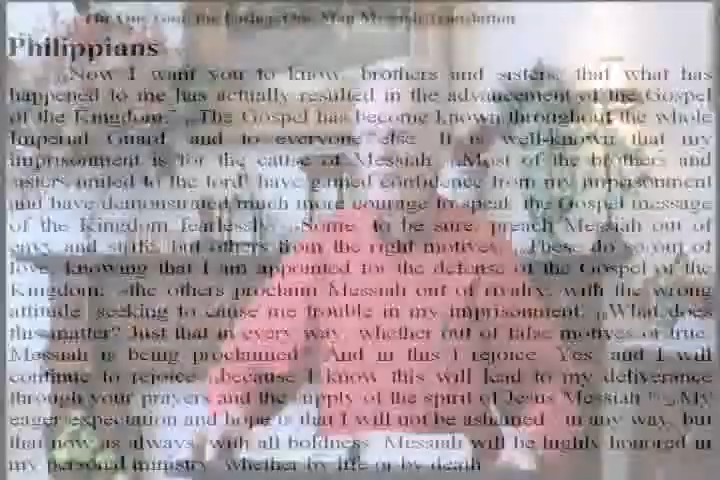 The One God, the Father, One Man Messiah Translation
Philippians
Now I want you to know, brothers and sisters, that what has
happened to me has actually resulted in the advancement of the Gospel
of the Kingdom. The Gospel has become known throughout the whole
Imperial Guard and to everyone else. It is well-known that my
imprisonment is for the cause of Messiah. Most of the brothers and
sisters united to the lord have gained confidence from my imprisonment
and have demonstrated much more courage to speak the Gospel message
of the Kingdom fearlessly. Some, to be sure, preach Messiah out of
envy and strife but others from the right motives. These do so out of
love, knowing that I am appointed for the defense of the Gospel of the
Kingdom; the others proclaim Messiah out of rivalry, with the wrong
attitude, seeking to cause me trouble in my imprisonment. What does
this matter? Just that in every way, whether out of false motives or true,
Messiah is being proclaimed. And in this I rejoice. Yes, and I will
continue to rejoice, because I know this will lead to my deliverance
through your prayers and the supply of the spirit of Jesus Messiah. My
eager expectation and hope is that I will not be ashamed in any way, but
that now as always, with all boldness, Messiah will be highly honored in
my personal ministry, whether by life or by death.